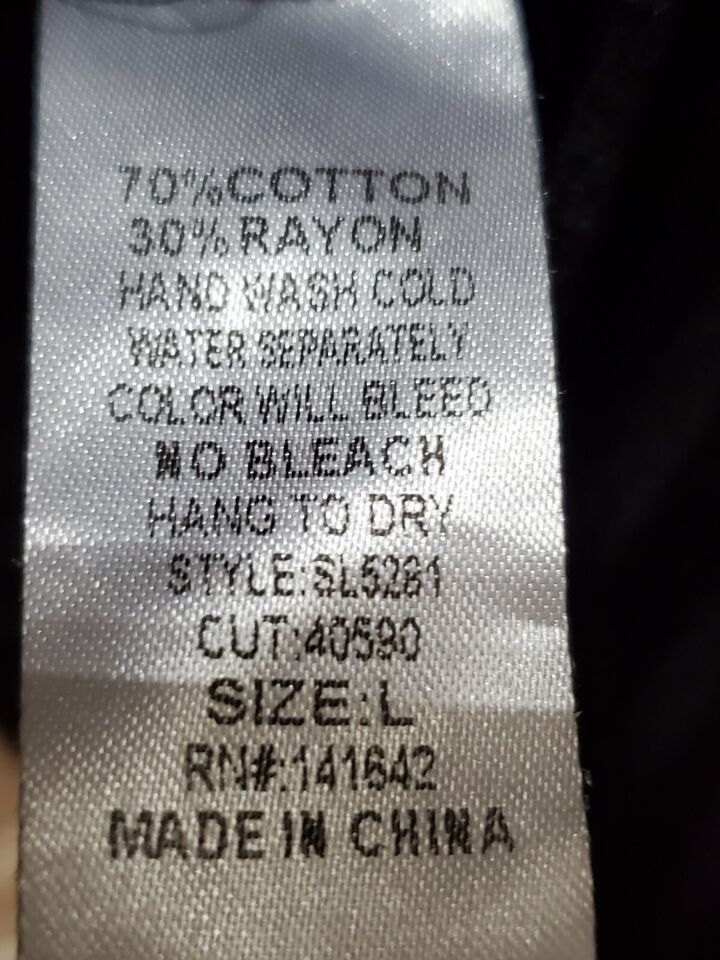 70%COTTON
30%RAYON
HAND WASH COLD
WATER SEPARATELY
COLOR WILL BLEED
NO BLEACH
HANG TO DRY
STYLE:SL5281
CUT:40590
SIZE:L
RN#:141642
MADE IN CHINA